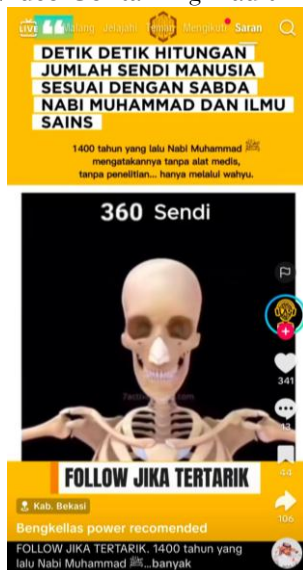 LIVE Malang Jelajahi Mengikuti Saran
DETIK DETIK HITUNGAN
JUMLAH SENDI MANUSIA
SESUAI DENGAN SABDA
NABI MUHAMMAD DAN ILMU
SAINS
1400 tahun yang lalu Nabi Muhammad ﷺ
mengatakannya tanpa alat medis,
tanpa penelitian... hanya melalui wahyu.
360 Sendi
341
13
44
FOLLOW JIKA TERTARIK
Kab. Bekasi
106
Bengkellas power recomended
FOLLOW JIKA TERTARIK. 1400 tahun yang
lalu Nabi Muhammad ﷺ...banyak